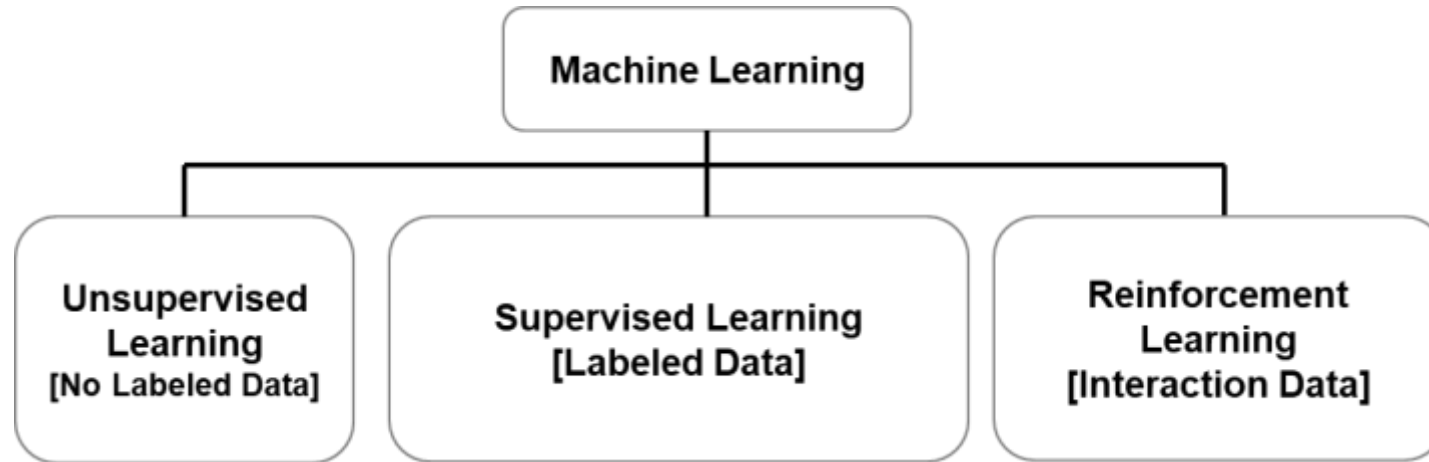 Machine Learning
Unsupervised
Learning
[No Labeled Data]
Supervised Learning
[Labeled Data]
Reinforcement
Learning
[Interaction Data]